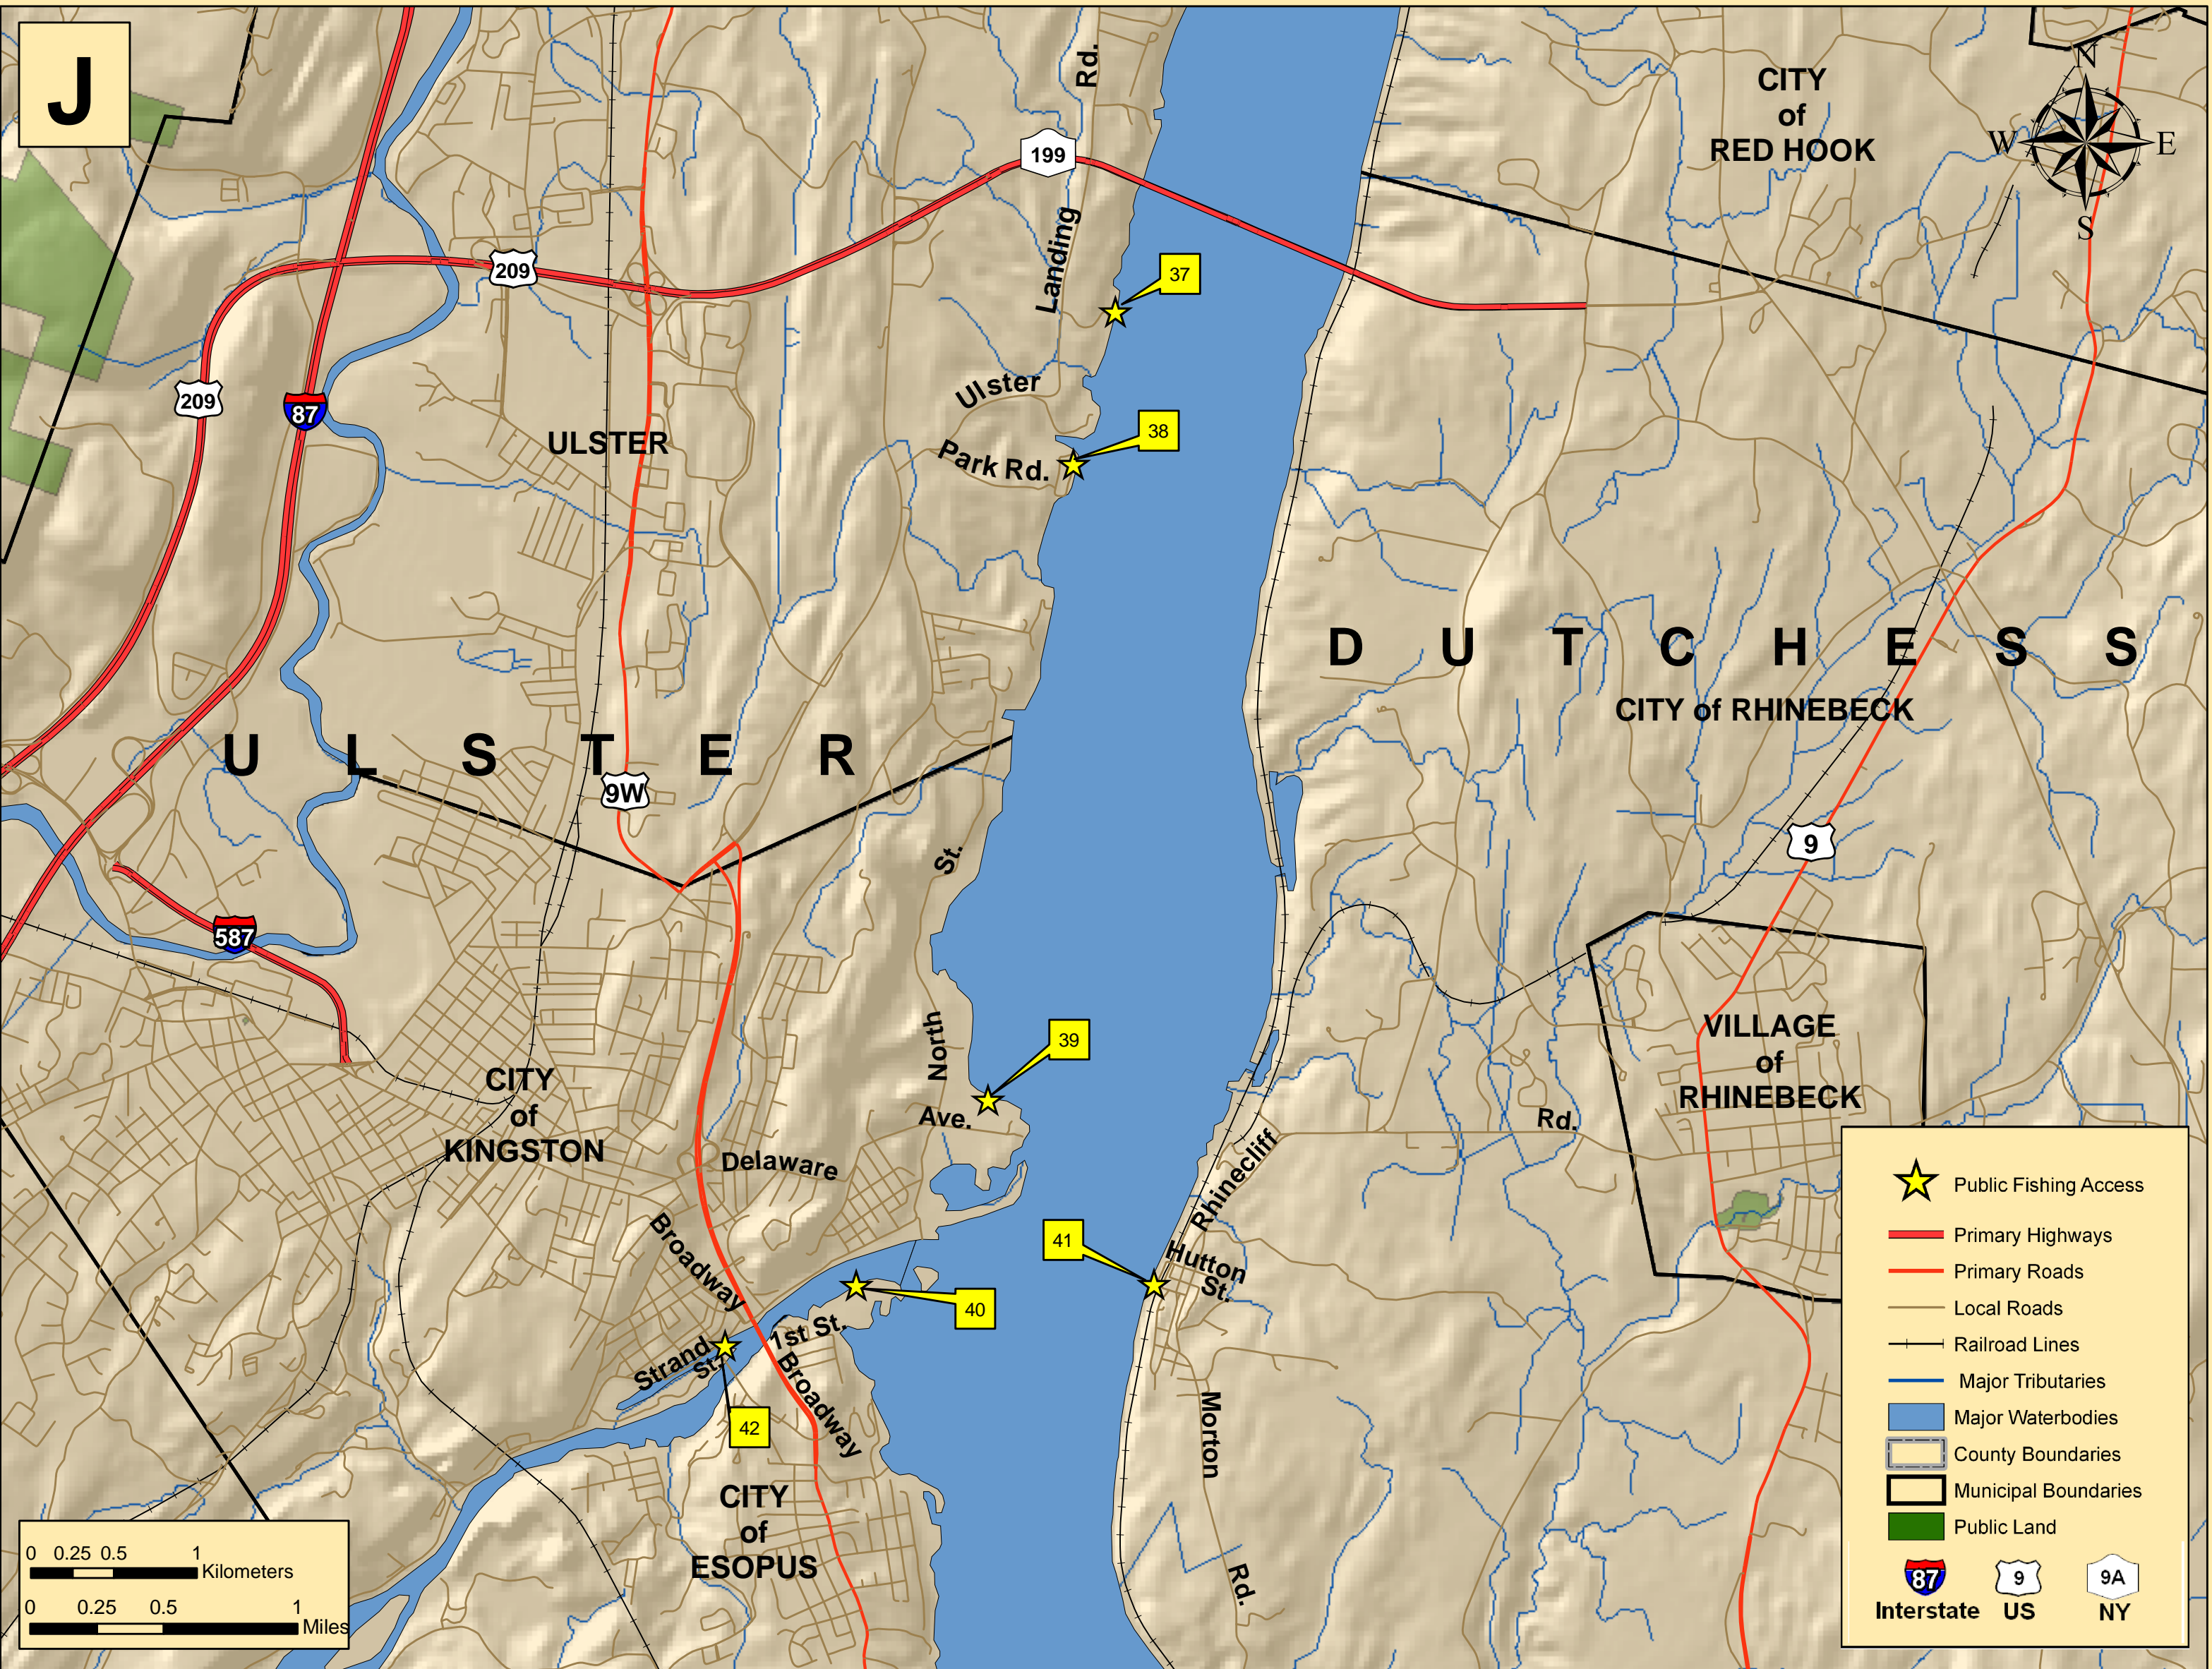 J
CITY
of
RED HOOK
N
W
E
S
Rd.
199
Landing
209
37
Ulster
38
Park Rd.
209
87
ULSTER
D U T C H E S S
CITY of RHINEBECK
U L S T E R
9W
9
St.
587
VILLAGE
of
RHINEBECK
North
39
CITY
of
KINGSTON
Ave.
Rd.
Delaware
Rhinecliff
Broadway
41
Hutton
St.
40
1st St.
Strand
St.
Broadway
42
Morton
CITY
of
ESOPUS
Rd.
0 0.25 0.5 1
Kilometers
0 0.25 0.5 1
Miles
Public Fishing Access
Primary Highways
Primary Roads
Local Roads
Railroad Lines
Major Tributaries
Major Waterbodies
County Boundaries
Municipal Boundaries
Public Land
87 9 9A
Interstate US NY